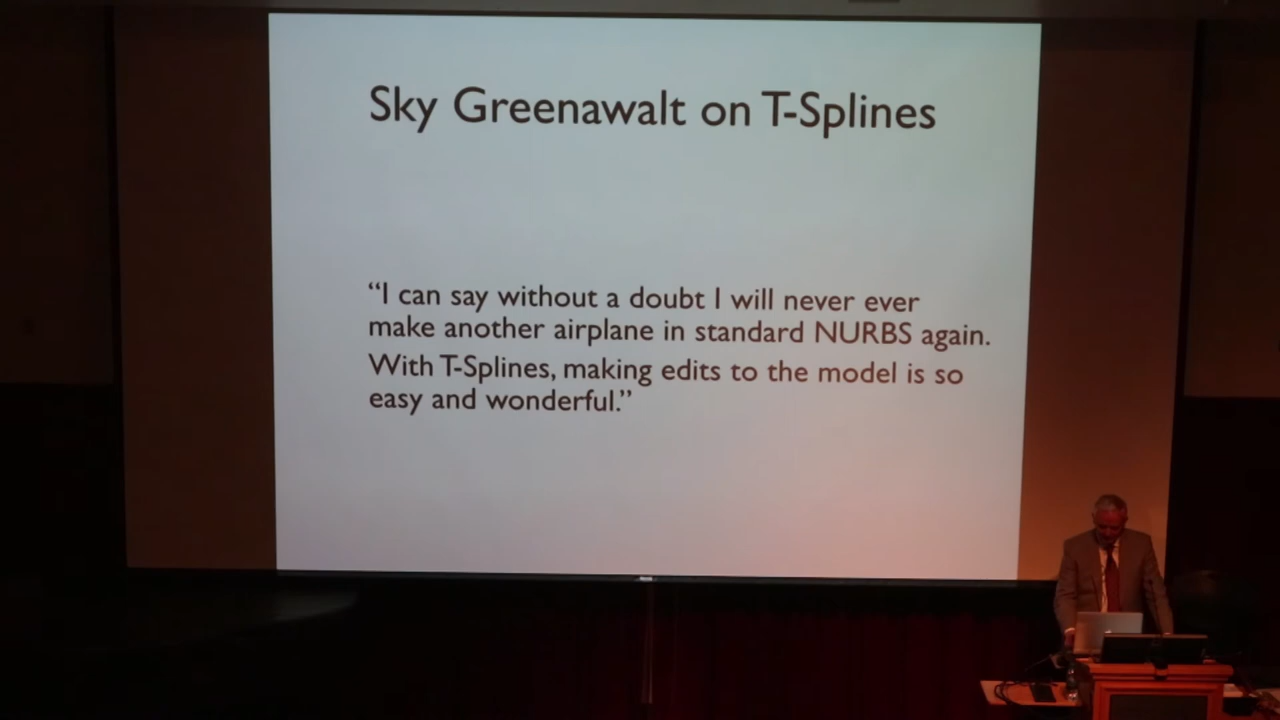 Sky Greenawalt on T-Splines
“I can say without a doubt I will never ever
make another airplane in standard NURBS again.
With T-Splines, making edits to the model is so
easy and wonderful.”